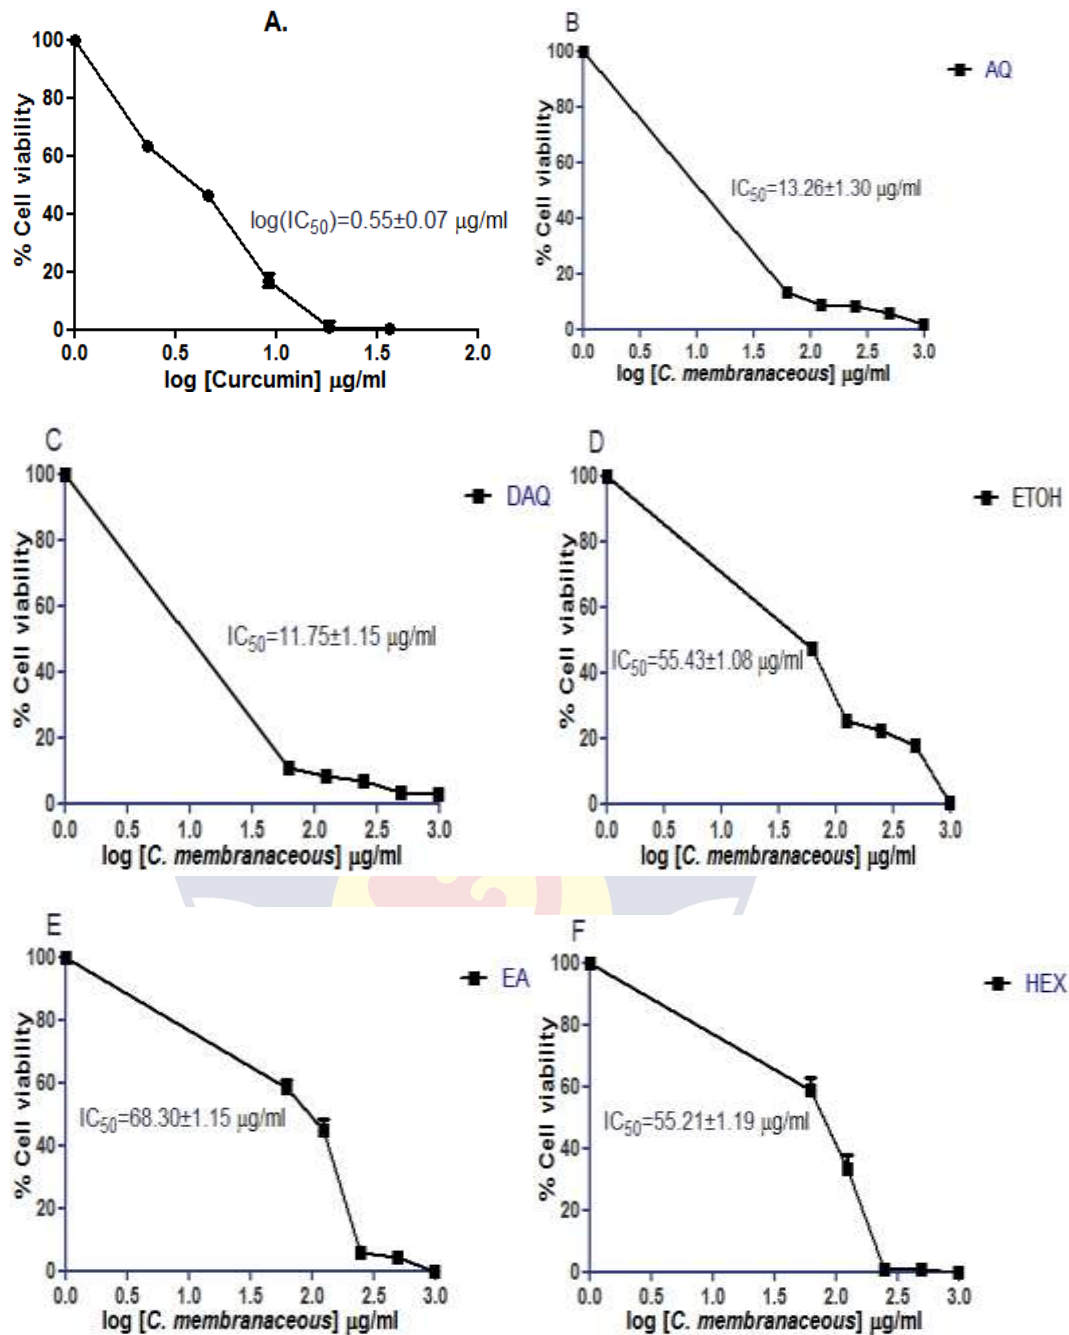 A.
100
80
60
40
20
0
% Cell viability
log(IC50)=0.55±0.07 µg/ml
0.0 0.5 1.0 1.5 2.0
log [Curcumin] µg/ml
B
AQ
100
80
60
40
20
0
% Cell viability
IC50=13.26±1.30 µg/ml
0.0 0.5 1.0 1.5 2.0 2.5 3.0
log [C. membranaceous] µg/ml
C
DAQ
100
80
60
40
20
0
% Cell viability
IC50=11.75±1.15 µg/ml
0.0 0.5 1.0 1.5 2.0 2.5 3.0
log [C. membranaceous] µg/ml
D
ETOH
100
80
60
40
20
0
% Cell viability
IC50=55.43±1.08 µg/ml
0.0 0.5 1.0 1.5 2.0 2.5 3.0
log [C. membranaceous] µg/ml
E
EA
100
80
60
40
20
0
% Cell viability
IC50=68.30±1.15 µg/ml
0.0 0.5 1.0 1.5 2.0 2.5 3.0
log [C. membranaceous] µg/ml
F
HEX
100
80
60
40
20
0
% Cell viability
IC50=55.21±1.19 µg/ml
0.0 0.5 1.0 1.5 2.0 2.5 3.0
log [C. membranaceous] µg/ml